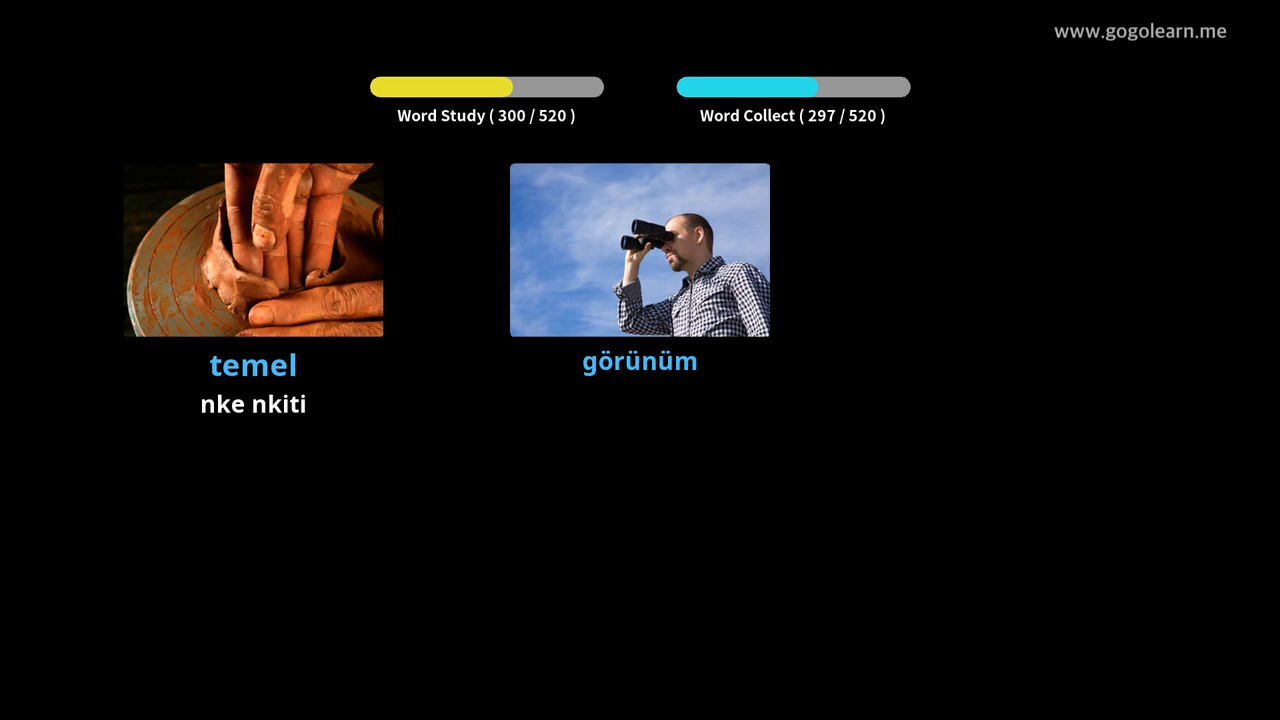 www.gogolearn.me
Word Study ( 300 / 520 )
Word Collect ( 297 / 520 )
temel
görünüm
nke nkiti